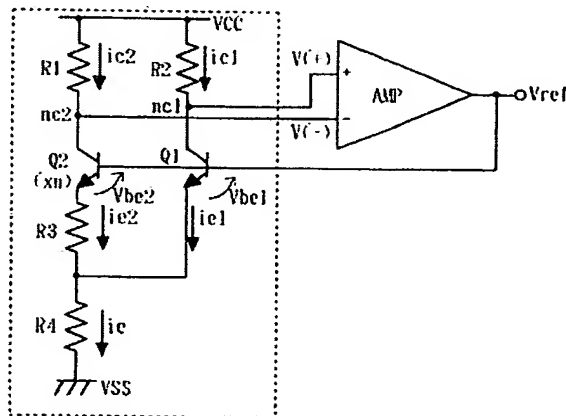 VCC
R1
ic2
R2
ic1
V(+)
+
AMP
Vref
nc2
nc1
V(-)
−
Q2
(xn)
Q1
Vbe2
Vbe1
R3
ie2
ie1
R4
ie
VSS